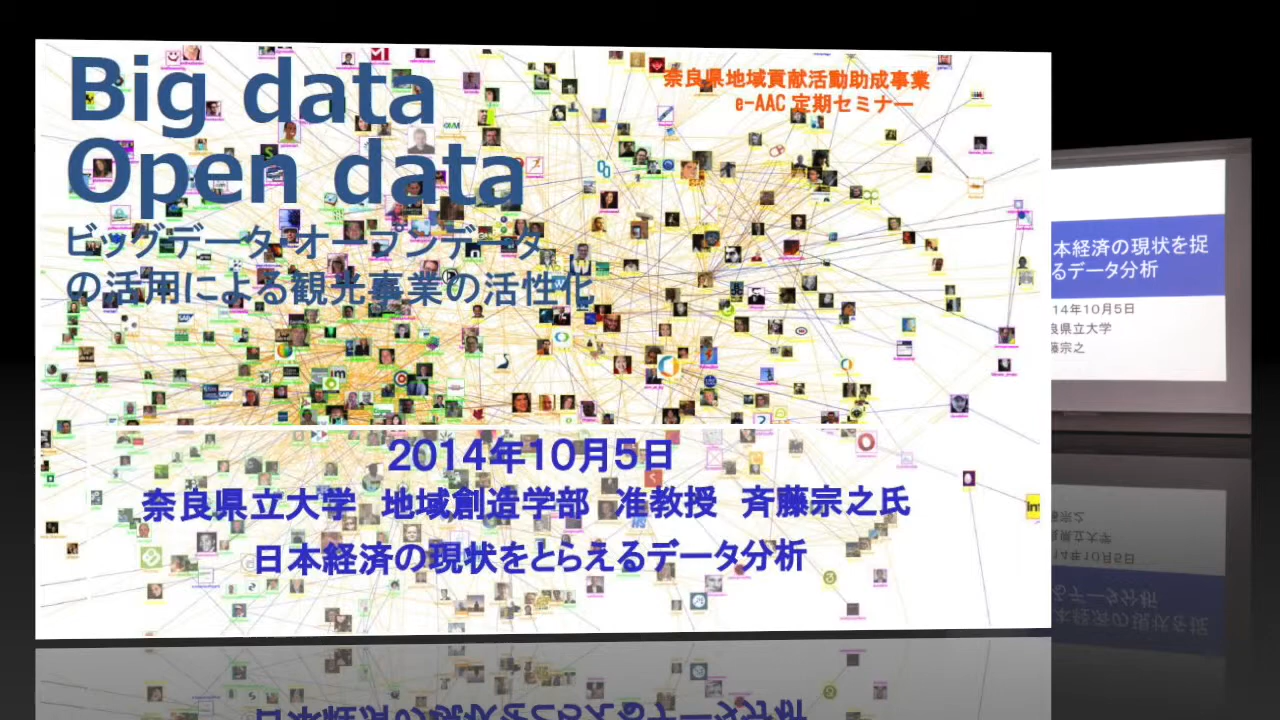 Big data
Open data
ビッグデータ・オープンデータ
の活用による観光事業の活性化
奈良県地域貢献活動助成事業
e-AAC 定期セミナー
2014年10月5日
奈良県立大学 地域創造学部 准教授 斉藤宗之氏
日本経済の現状をとらえるデータ分析
本経済の現状を捉
るデータ分析
14年10月5日
良県立大学
藤宗之